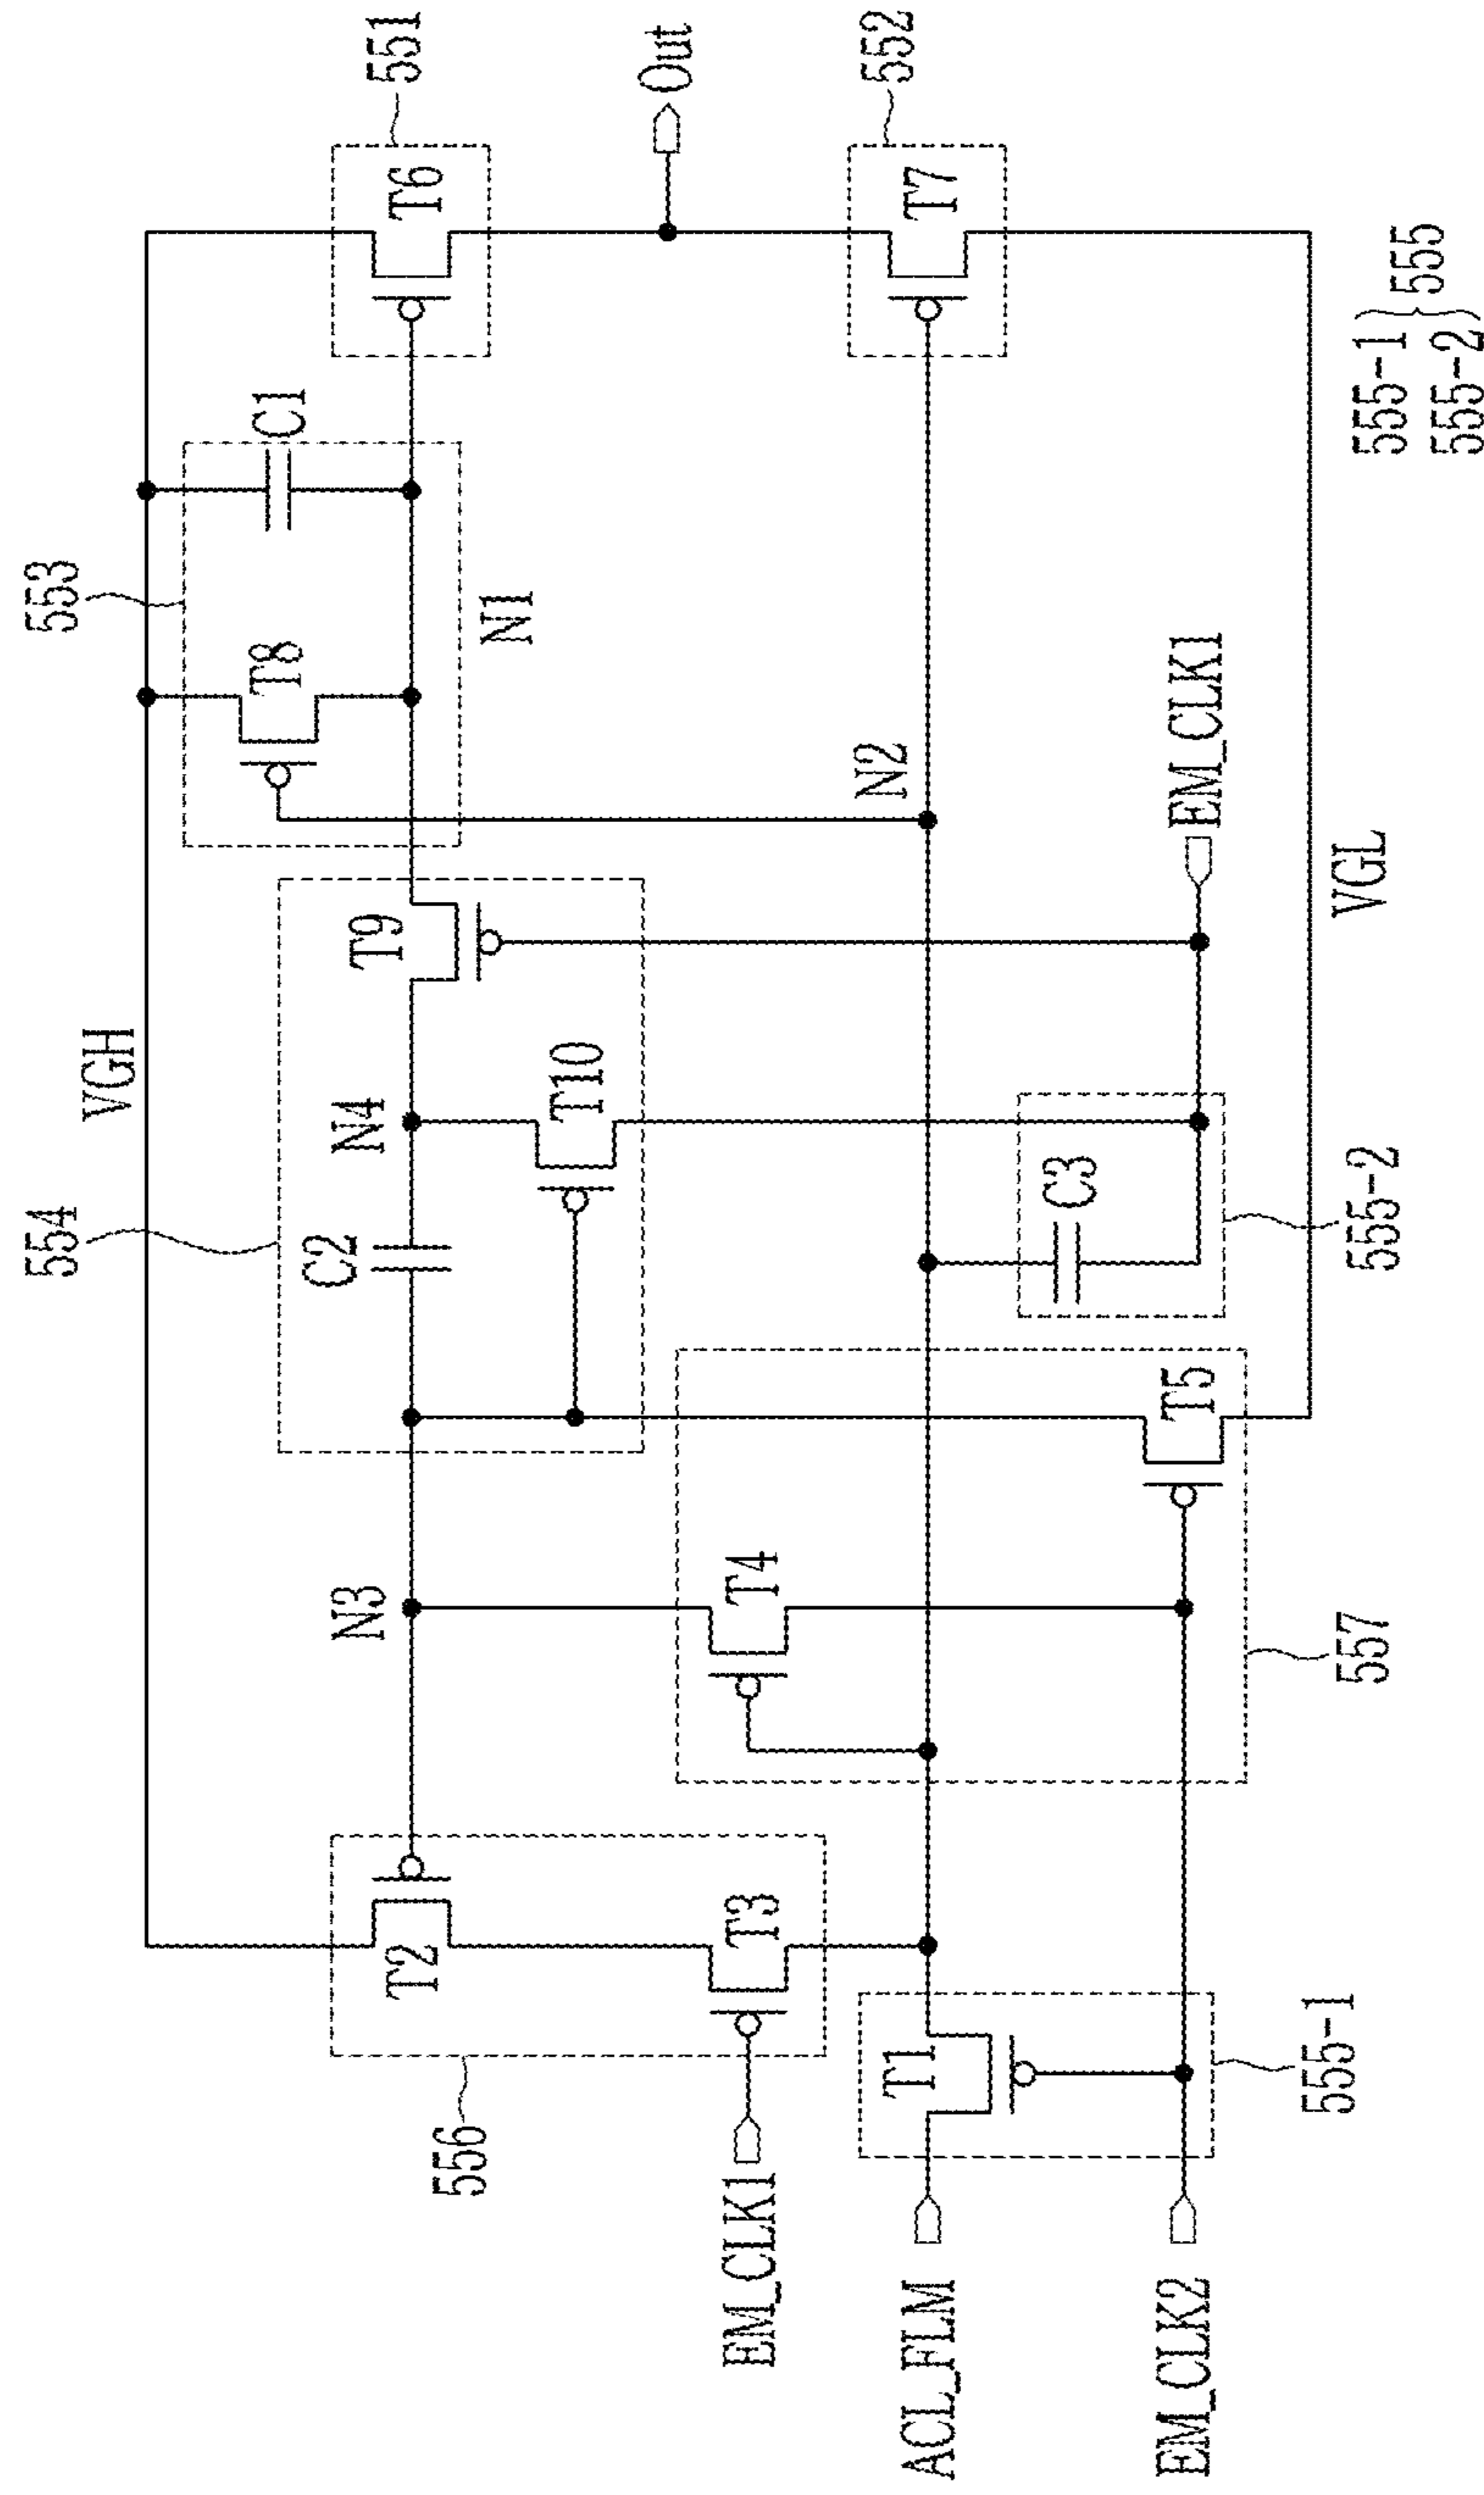 553
554
VGH
C1
T8
551
T6
Out
N1
T9
N4
C2
T10
N3
T2
556
T3
EM_CLK1
T4
N2
552
T7
EM_CLK1
C3
T5
T1
ACL_FLM
EM_CLK2
VGL
555-1
555-2
555
555-2
557
555-1